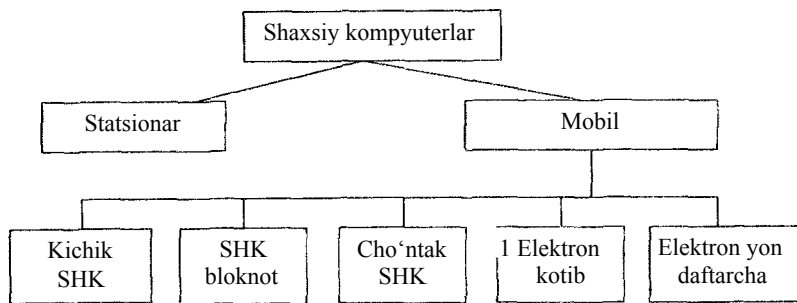 Shaxsiy kompyuterlar
Statsionar
Mobil
Kichik
SHK
SHK
bloknot
Cho‘ntak
SHK
1 Elektron
kotib
Elektron yon
daftarcha